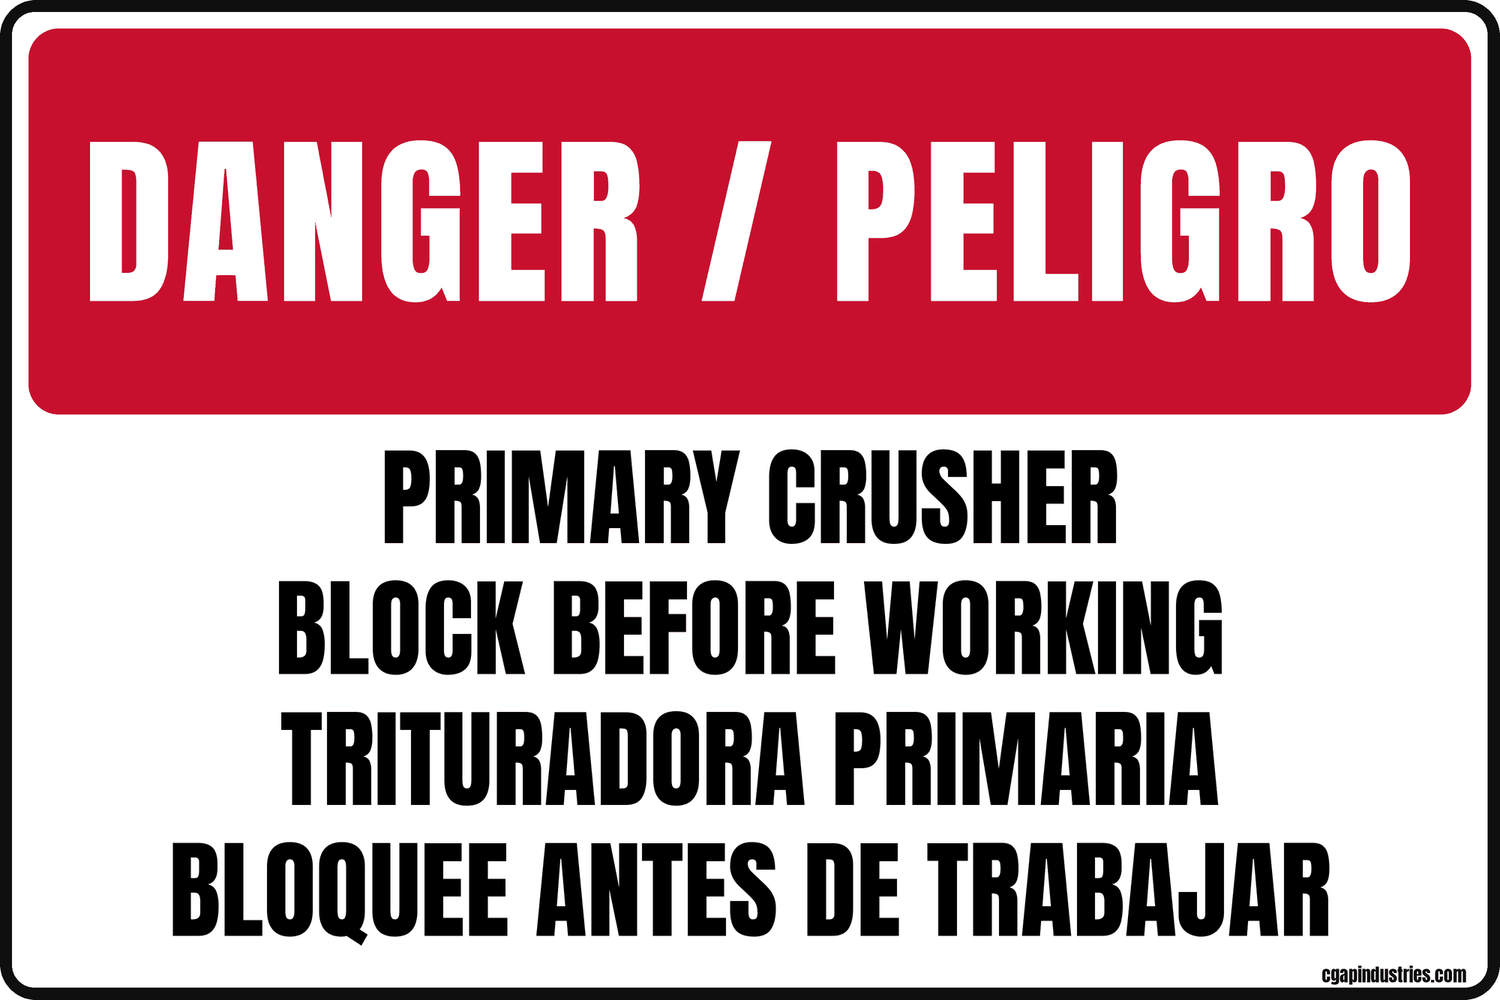 DANGER / PELIGRO
PRIMARY CRUSHER
BLOCK BEFORE WORKING
TRITURADORA PRIMARIA
BLOQUEE ANTES DE TRABAJAR
cgapindustries.com